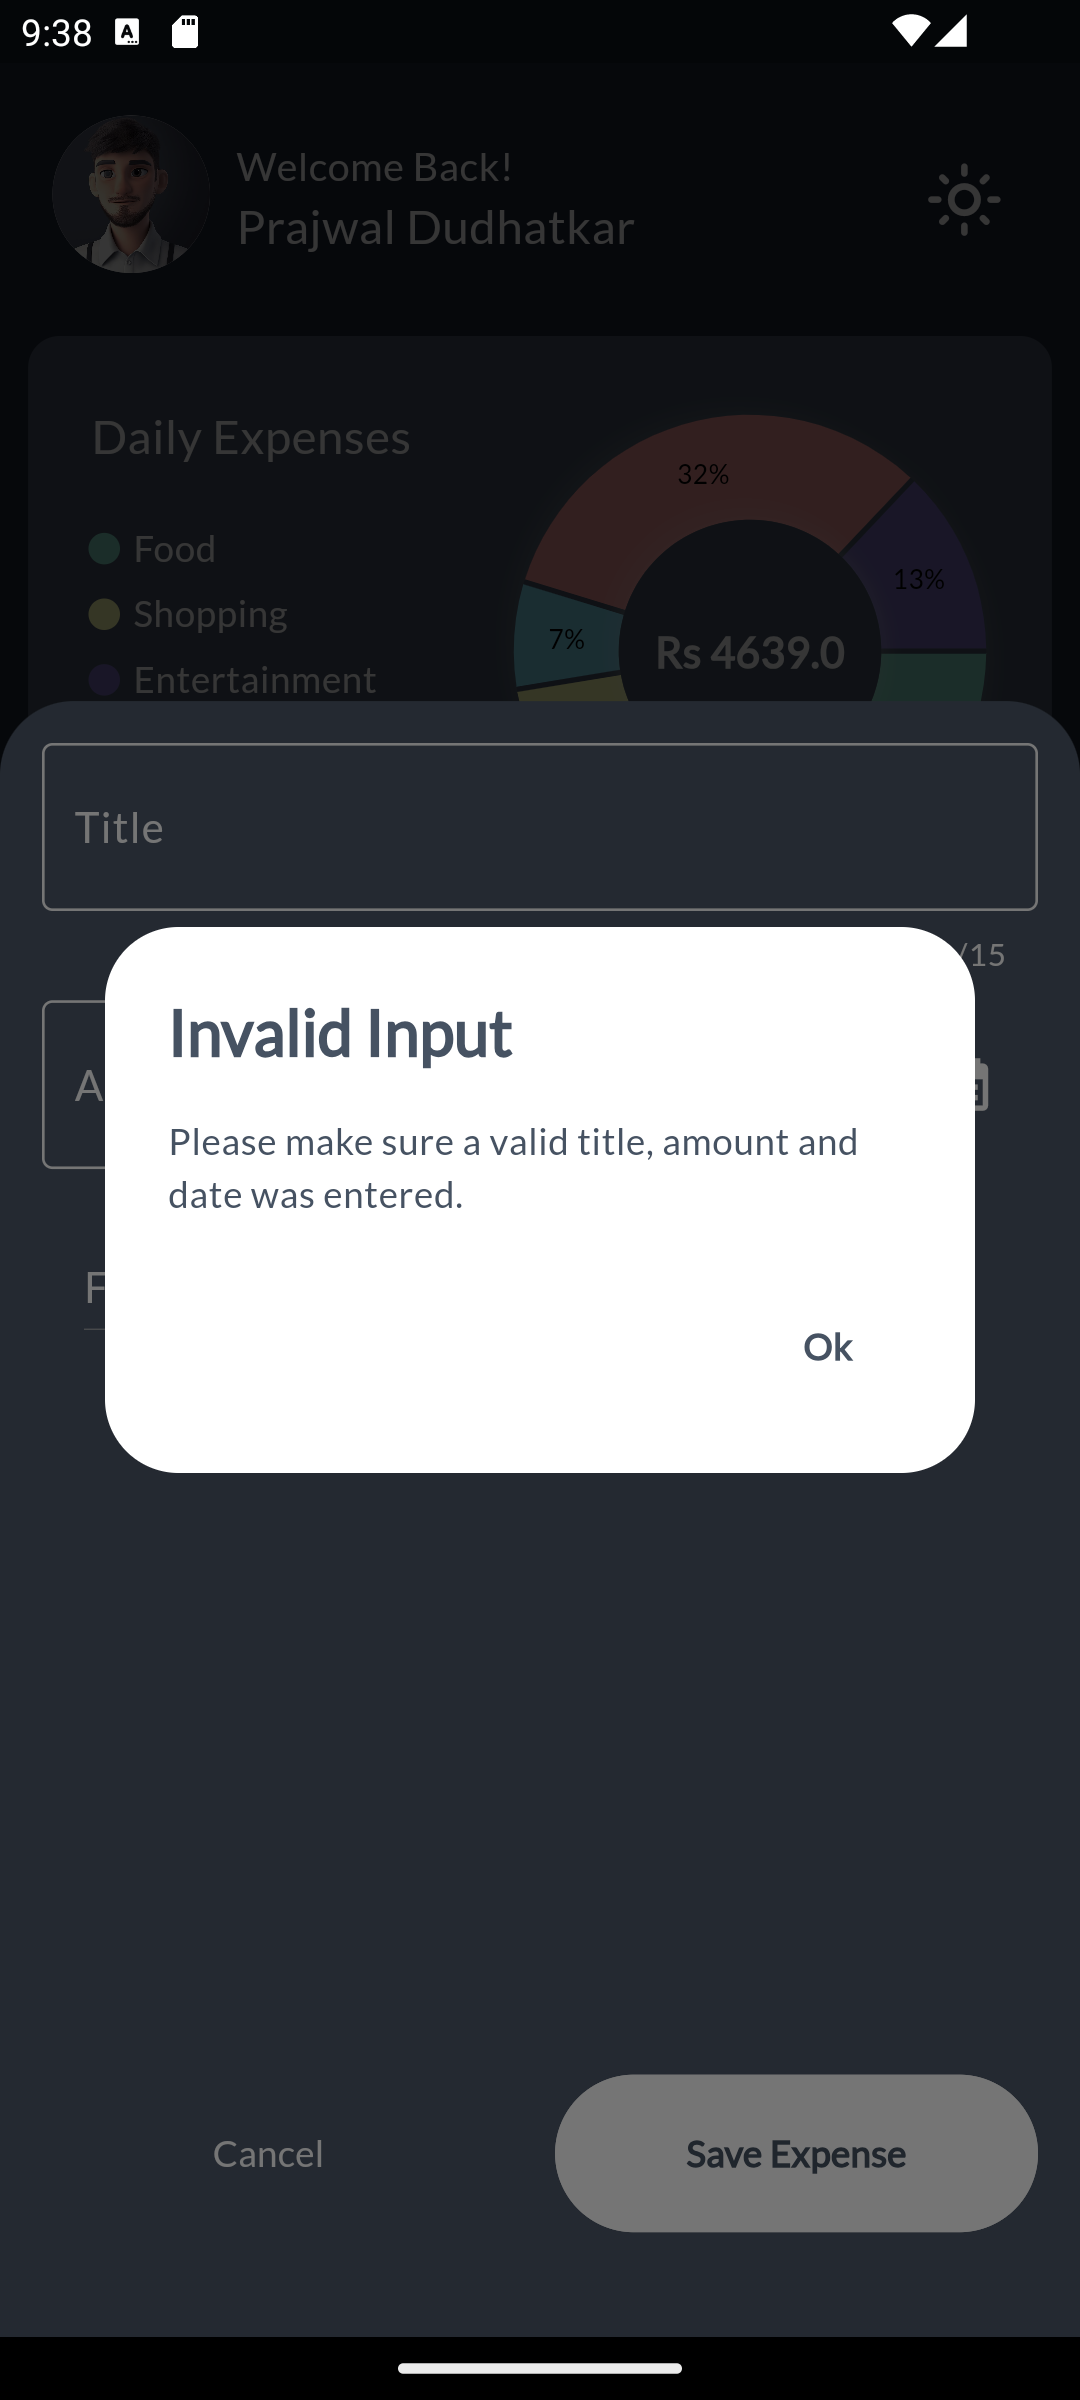 9:38
Welcome Back!
Prajwal Dudhatkar
Daily Expenses
Food
Shopping
Entertainment
32%
13%
7%
Rs 4639.0
Title
/15
A
Invalid Input
Please make sure a valid title, amount and
date was entered.
F
Ok
Cancel
Save Expense